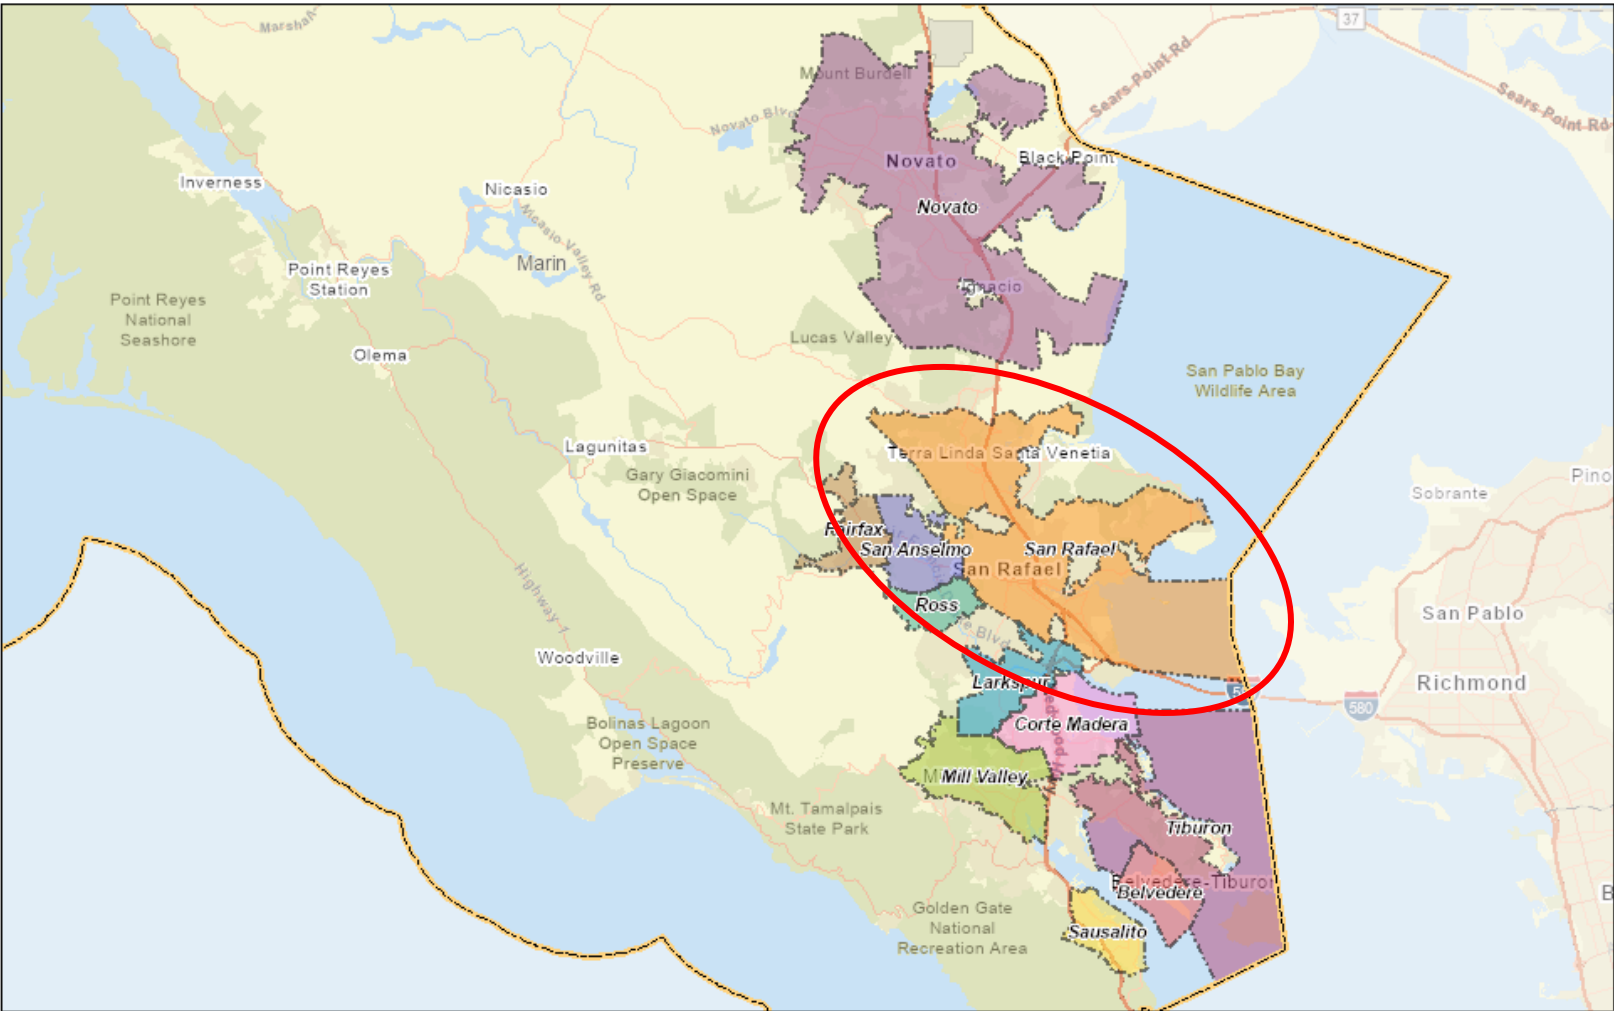 37
Sears Point Rd
Sears Point Rd
Mount Burdell
Novato Blvd
Novato
Black Point
Novato
Inverness
Nicasio
Nicasio Valley Rd
Marin
Point Reyes
Station
Ignacio
Point Reyes
National
Seashore
Lucas Valley
Olema
San Pablo Bay
Wildlife Area
Lagunitas
Terra Linda Santa Venetia
Gary Giacomini
Open Space
Sobrante
Fairfax
San Anselmo
San Rafael
San Rafael
Highway 1
Ross
San Pablo
Woodville
Larkspur
Richmond
580
Corte Madera
Bolinas Lagoon
Open Space
Preserve
Mill Valley
Mt. Tamalpais
State Park
Tiburon
Belvedere-Tiburon
Belvedere
Golden Gate
National
Recreation Area
Sausalito